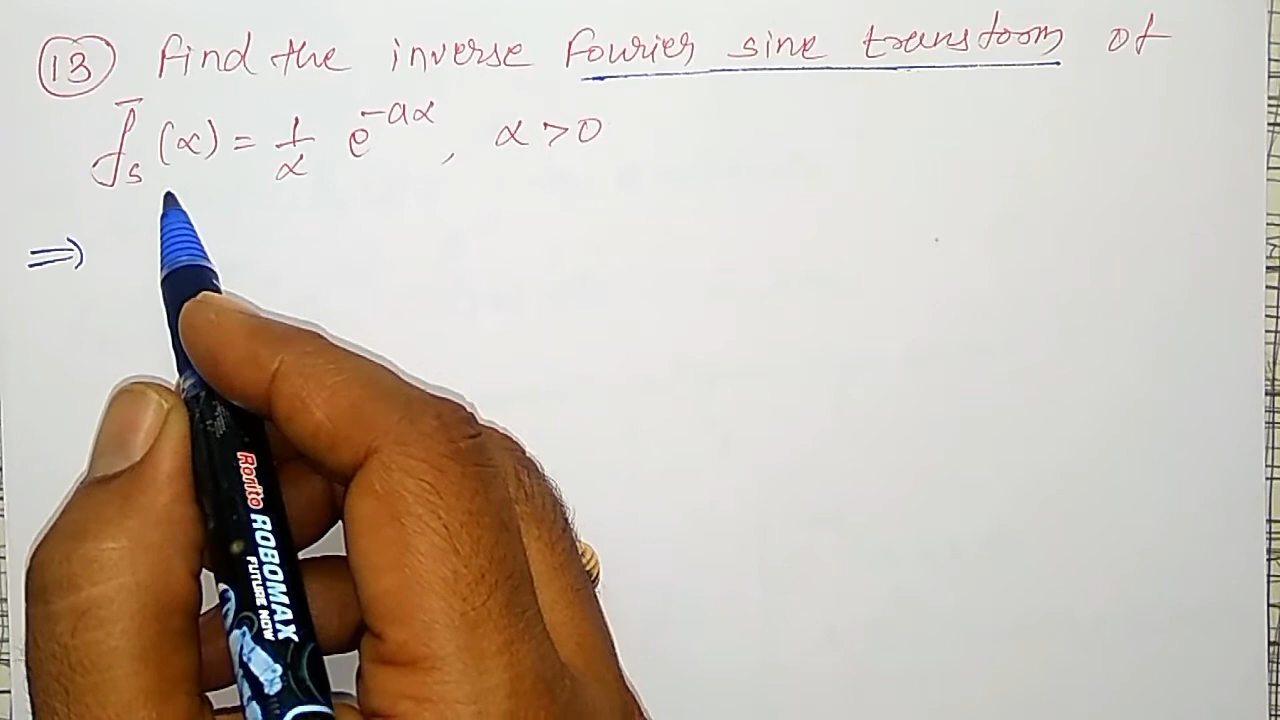 13 Find the inverse Fourier sine transform of
f̄ₛ(α) = 1/α e^{-aα}, α > 0
⇒
Rorito ROBOMAX
FUTURE NOW